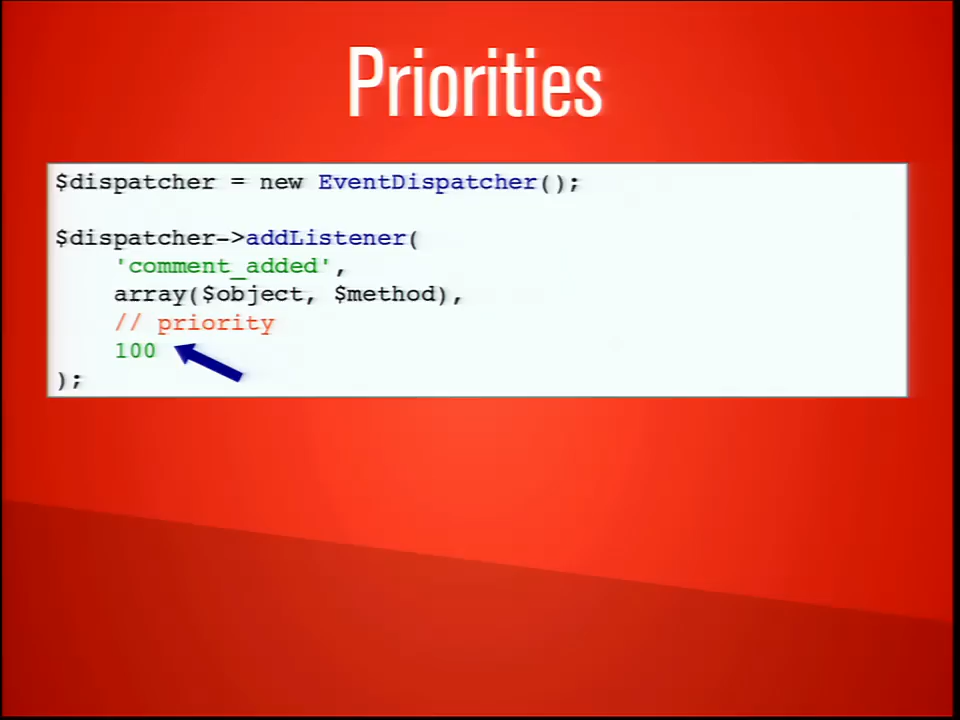 Priorities
$dispatcher = new EventDispatcher();
$dispatcher->addListener(
'comment_added',
array($object, $method),
// priority
100
);